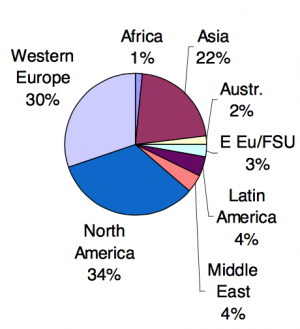 Africa
1%
Asia
22%
Austr.
2%
E Eu/FSU
3%
Latin
America
4%
Middle
East
4%
North
America
34%
Western
Europe
30%